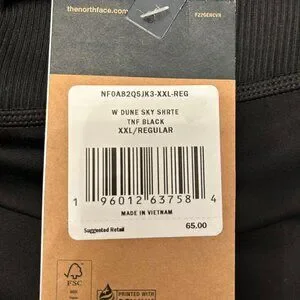 thenorthface.com
F22GENCVR
NF0A82Q5JK3-XXL-REG
W DUNE SKY SHRTE
TNF BLACK
XXL/REGULAR
1 96012 63758 4
MADE IN VIETNAM
Suggested Retail 65.00
FSC
PRINTED WITH